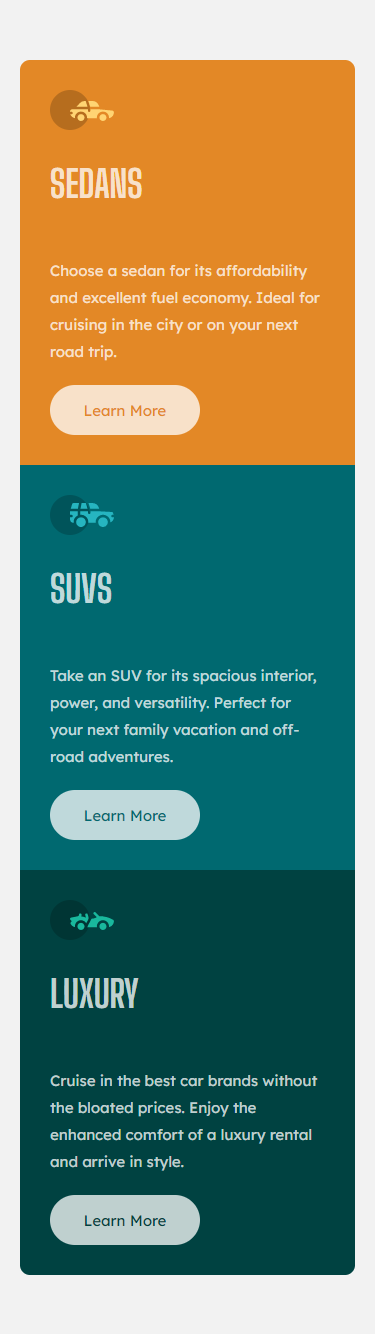 SEDANS
Choose a sedan for its affordability
and excellent fuel economy. Ideal for
cruising in the city or on your next
road trip.
Learn More
SUVS
Take an SUV for its spacious interior,
power, and versatility. Perfect for
your next family vacation and off-
road adventures.
Learn More
LUXURY
Cruise in the best car brands without
the bloated prices. Enjoy the
enhanced comfort of a luxury rental
and arrive in style.
Learn More